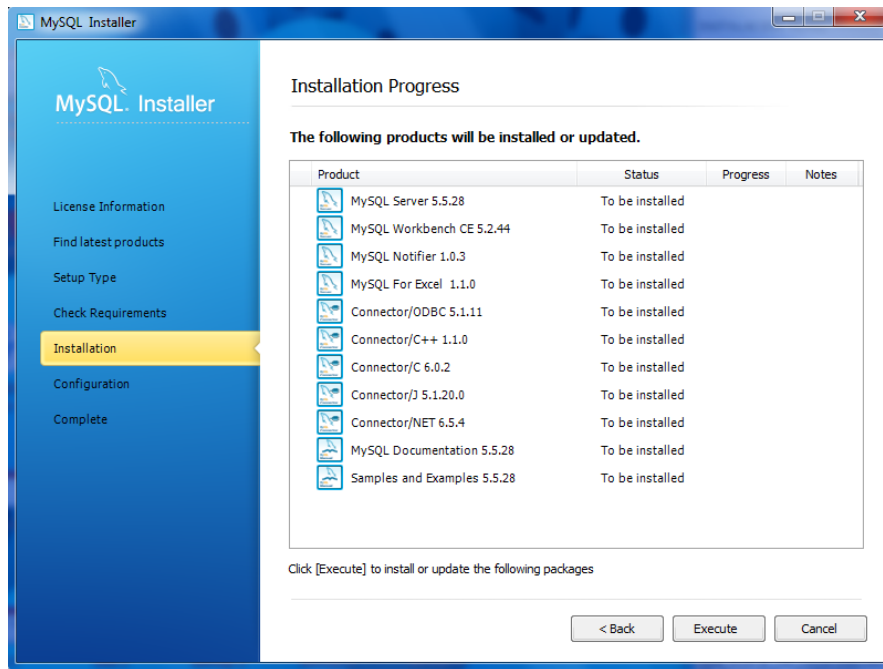 MySQL Installer
MySQL. Installer
License Information
Find latest products
Setup Type
Check Requirements
Installation
Configuration
Complete
Installation Progress
The following products will be installed or updated.
Product Status Progress Notes
MySQL Server 5.5.28 To be installed
MySQL Workbench CE 5.2.44 To be installed
MySQL Notifier 1.0.3 To be installed
MySQL For Excel 1.1.0 To be installed
Connector/ODBC 5.1.11 To be installed
Connector/C++ 1.1.0 To be installed
Connector/C 6.0.2 To be installed
Connector/J 5.1.20.0 To be installed
Connector/NET 6.5.4 To be installed
MySQL Documentation 5.5.28 To be installed
Samples and Examples 5.5.28 To be installed
Click [Execute] to install or update the following packages
< Back Execute Cancel